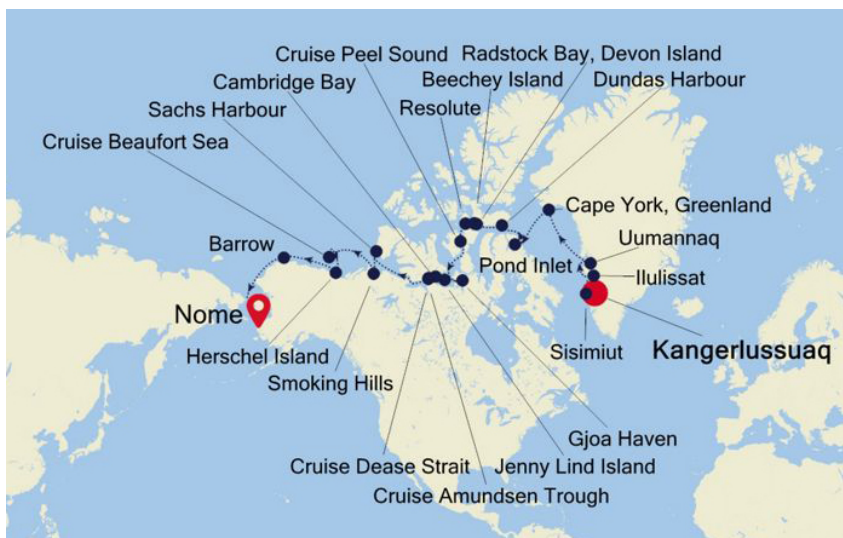 Cruise Peel Sound
Radstock Bay, Devon Island
Cambridge Bay
Beechey Island
Dundas Harbour
Sachs Harbour
Resolute
Cruise Beaufort Sea
Cape York, Greenland
Barrow
Uumannaq
Pond Inlet
Ilulissat
Nome
Herschel Island
Sisimiut
Kangerlussuaq
Smoking Hills
Gjoa Haven
Cruise Dease Strait
Jenny Lind Island
Cruise Amundsen Trough